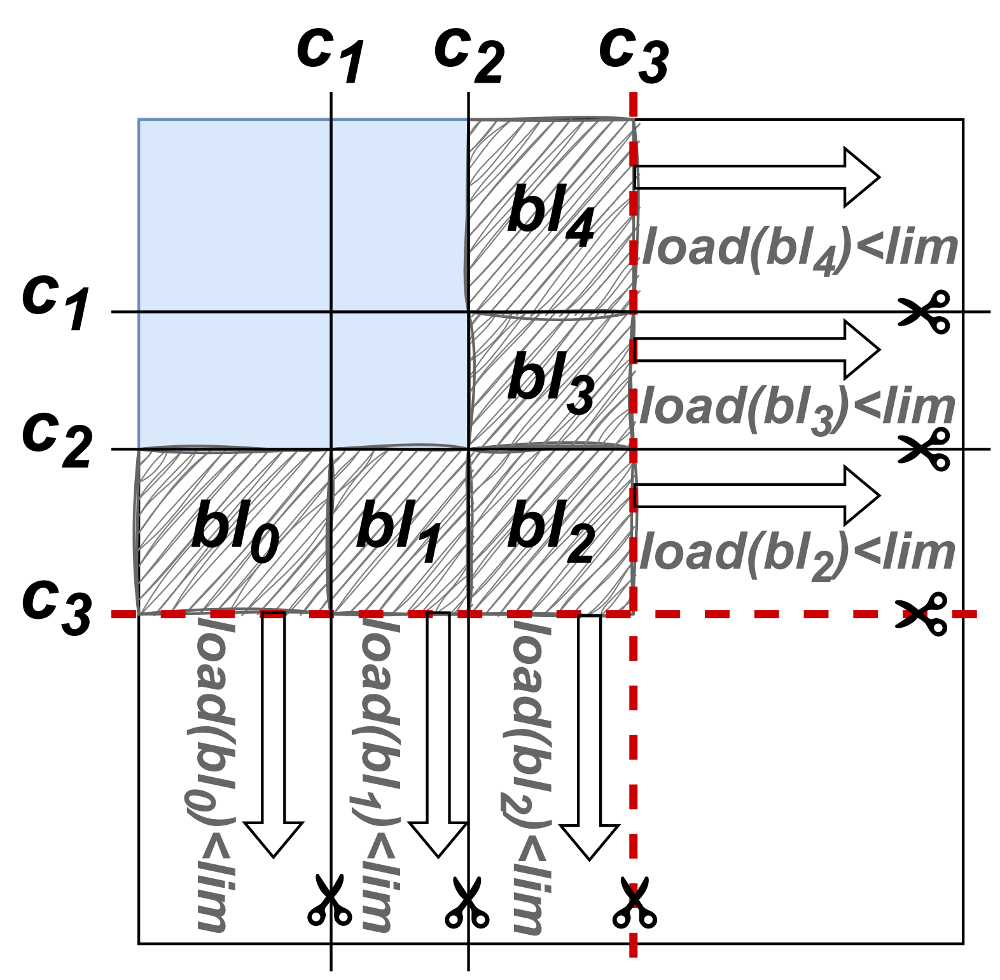 c1 c2 c3
bl4
load(bl4)<lim
c1
bl3
load(bl3)<lim
c2
bl0 bl1 bl2
load(bl2)<lim
c3
load(bl0)<lim
load(bl1)<lim
load(bl2)<lim